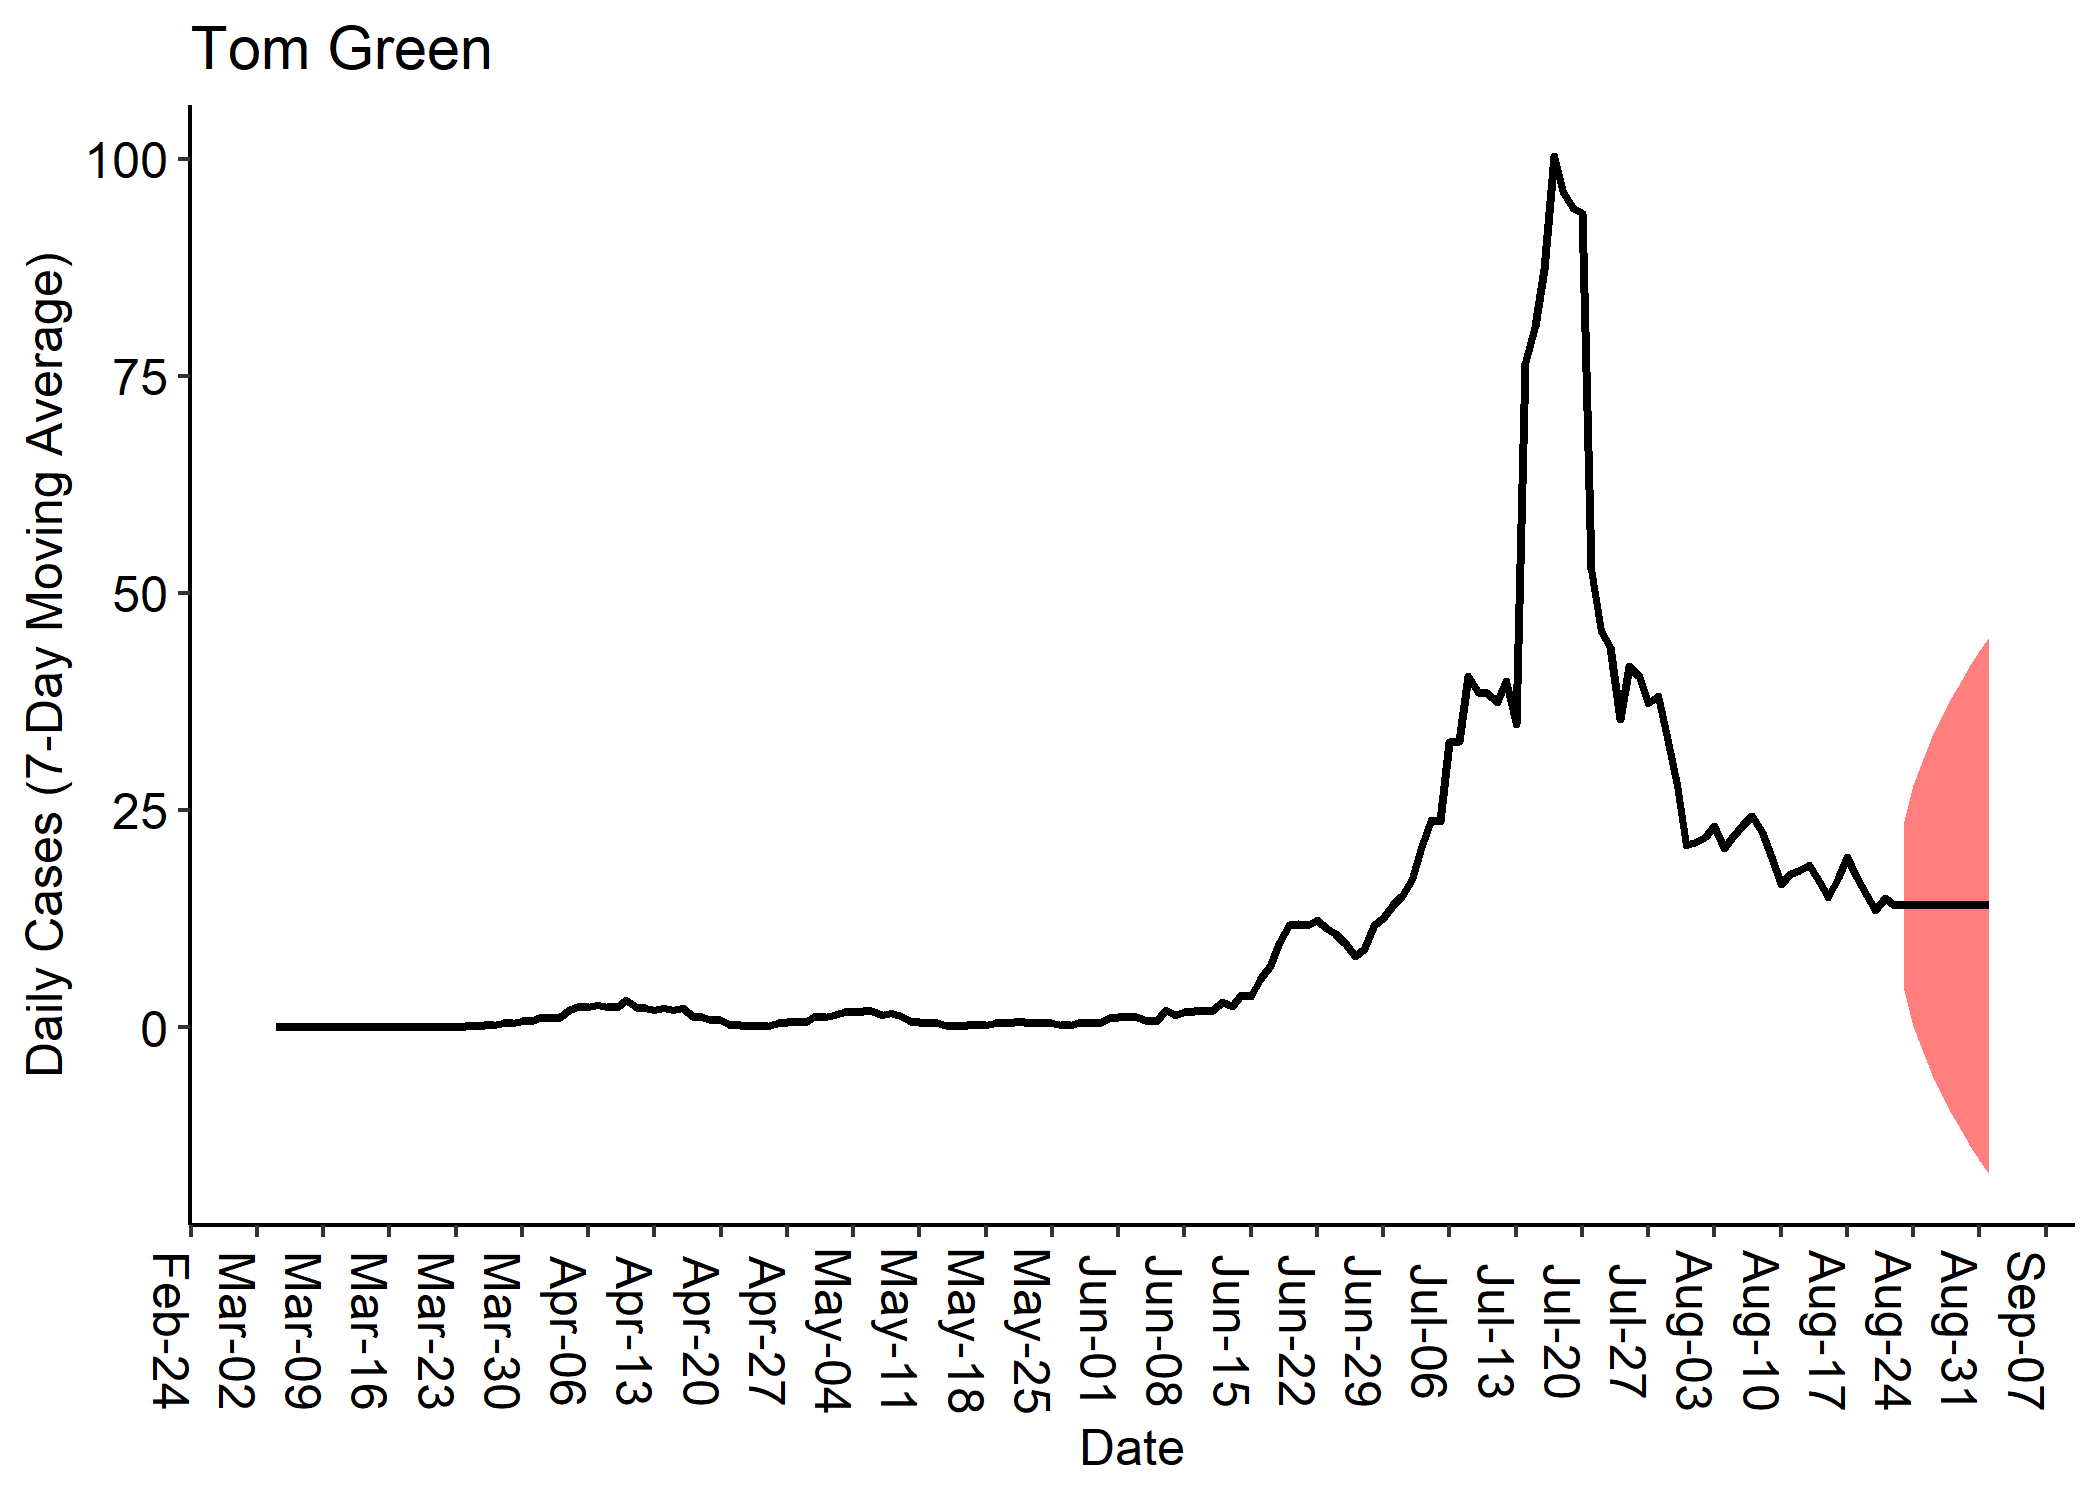 Tom Green
Daily Cases (7-Day Moving Average)
100
75
50
25
0
Feb-24
Mar-02
Mar-09
Mar-16
Mar-23
Mar-30
Apr-06
Apr-13
Apr-20
Apr-27
May-04
May-11
May-18
May-25
Jun-01
Jun-08
Jun-15
Jun-22
Jun-29
Jul-06
Jul-13
Jul-20
Jul-27
Aug-03
Aug-10
Aug-17
Aug-24
Aug-31
Sep-07
Date